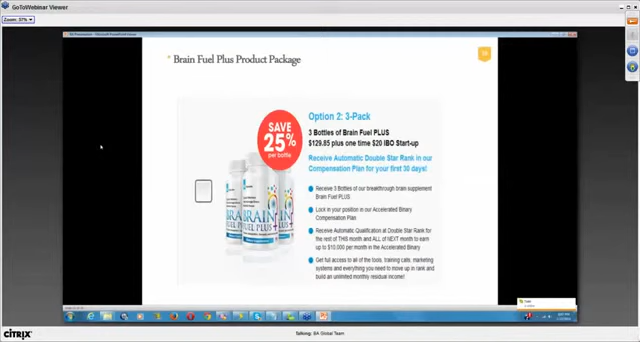 GoToWebinar Viewer
Zoom: 87%
Brain Fuel Plus Product Package
SAVE
25%
per bottle
Option 2: 3-Pack
3 Bottles of Brain Fuel PLUS
$129.85 plus one time $20 IBO Start-up
Receive Automatic Double Star Rank in our
Compensation Plan for your first 30 days!
Receive 3 Bottles of our breakthrough brain supplement
Brain Fuel PLUS
Lock in your position in our Accelerated Binary
Compensation Plan
Receive Automatic Qualification at Double Star Rank for
the rest of THIS month and ALL of NEXT month to earn
up to $10,000 per month in the Accelerated Binary
Get full access to all of the tools, training calls, marketing
systems and everything you need to move up in rank and
build an unlimited monthly residual income!
BRAIN
FUEL PLUS
CITRIX
Talking: BA Global Team